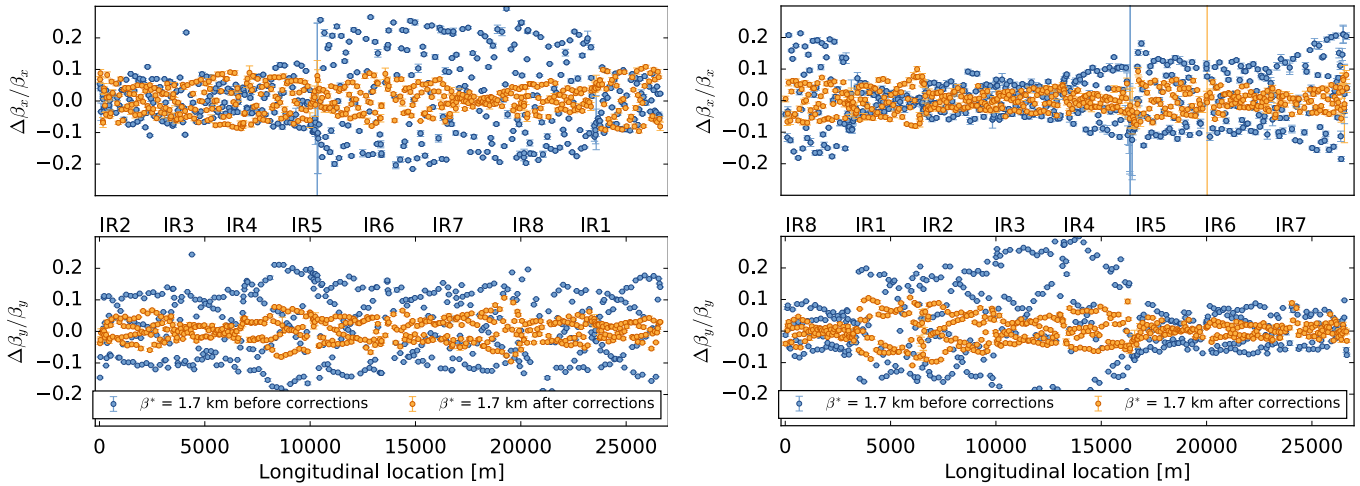 0.2
0.1
0.0
−0.1
−0.2
Δβx/βx
IR2 IR3 IR4 IR5 IR6 IR7 IR8 IR1
0.2
0.1
0.0
−0.1
−0.2
Δβy/βy
β* = 1.7 km before corrections β* = 1.7 km after corrections
0 5000 10000 15000 20000 25000
Longitudinal location [m]
0.2
0.1
0.0
−0.1
−0.2
Δβx/βx
IR8 IR1 IR2 IR3 IR4 IR5 IR6 IR7
0.2
0.1
0.0
−0.1
−0.2
Δβy/βy
β* = 1.7 km before corrections β* = 1.7 km after corrections
0 5000 10000 15000 20000 25000
Longitudinal location [m]